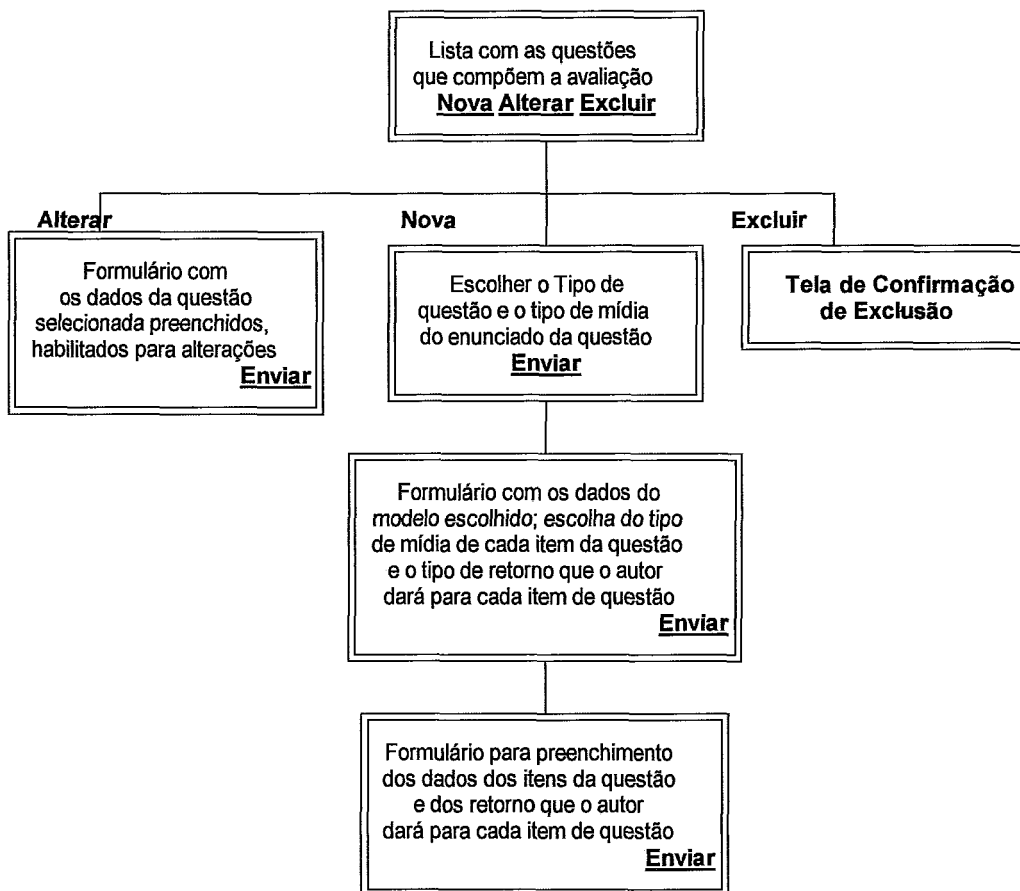 Lista com as questões
que compõem a avaliação
Nova Alterar Excluir
Alterar
Nova
Excluir
Formulário com
os dados da questão
selecionada preenchidos,
habilitados para alterações
Enviar
Escolher o Tipo de
questão e o tipo de mídia
do enunciado da questão
Enviar
Tela de Confirmação
de Exclusão
Formulário com os dados do
modelo escolhido; escolha do tipo
de mídia de cada item da questão
e o tipo de retorno que o autor
dará para cada item de questão
Enviar
Formulário para preenchimento
dos dados dos itens da questão
e dos retorno que o autor
dará para cada item de questão
Enviar